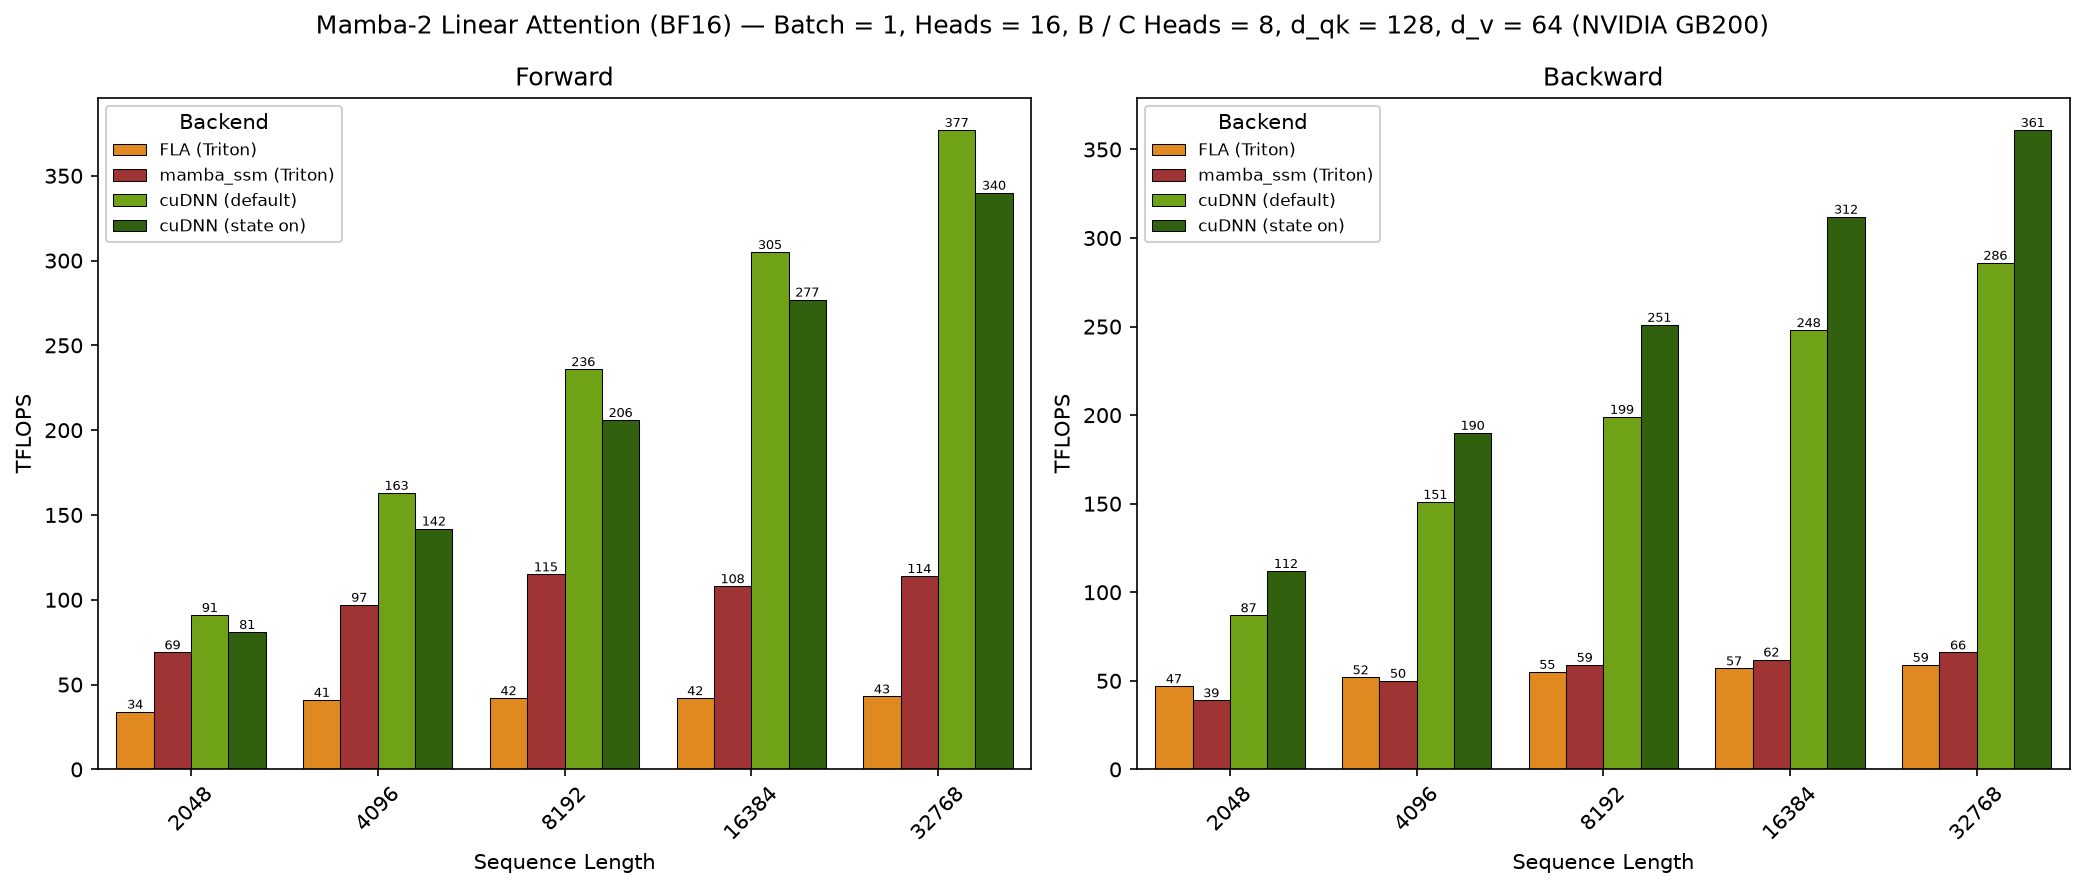 Mamba-2 Linear Attention (BF16) — Batch = 1, Heads = 16, B / C Heads = 8, d_qk = 128, d_v = 64 (NVIDIA GB200)
Forward
TFLOPS
350
300
250
200
150
100
50
0
Backend
FLA (Triton)
mamba_ssm (Triton)
cuDNN (default)
cuDNN (state on)
34 69 91 81
41 97 163 142
42 115 236 206
42 108 305 277
43 114 377 340
2048 4096 8192 16384 32768
Sequence Length
Backward
TFLOPS
350
300
250
200
150
100
50
0
Backend
FLA (Triton)
mamba_ssm (Triton)
cuDNN (default)
cuDNN (state on)
47 39 87 112
52 50 151 190
55 59 199 251
57 62 248 312
59 66 286 361
2048 4096 8192 16384 32768
Sequence Length